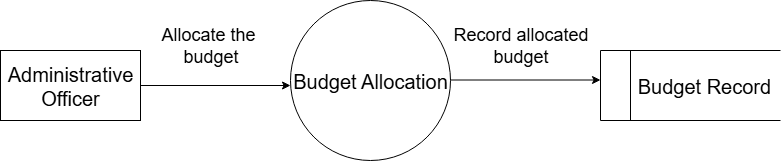 Administrative
Officer
Allocate the
budget
Budget Allocation
Record allocated
budget
Budget Record